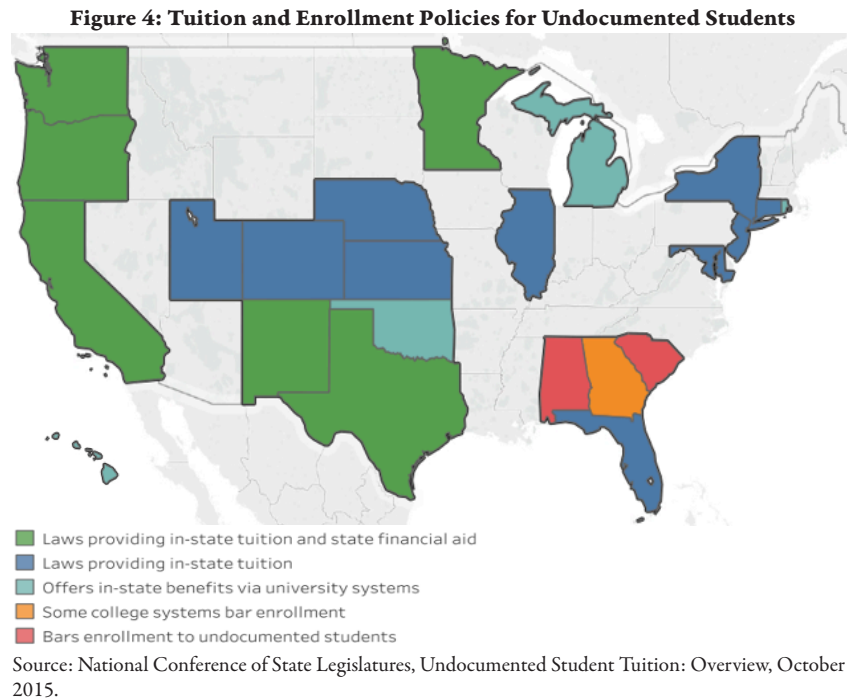 Figure 4: Tuition and Enrollment Policies for Undocumented Students
Laws providing in-state tuition and state financial aid
Laws providing in-state tuition
Offers in-state benefits via university systems
Some college systems bar enrollment
Bars enrollment to undocumented students
Source: National Conference of State Legislatures, Undocumented Student Tuition: Overview, October
2015.